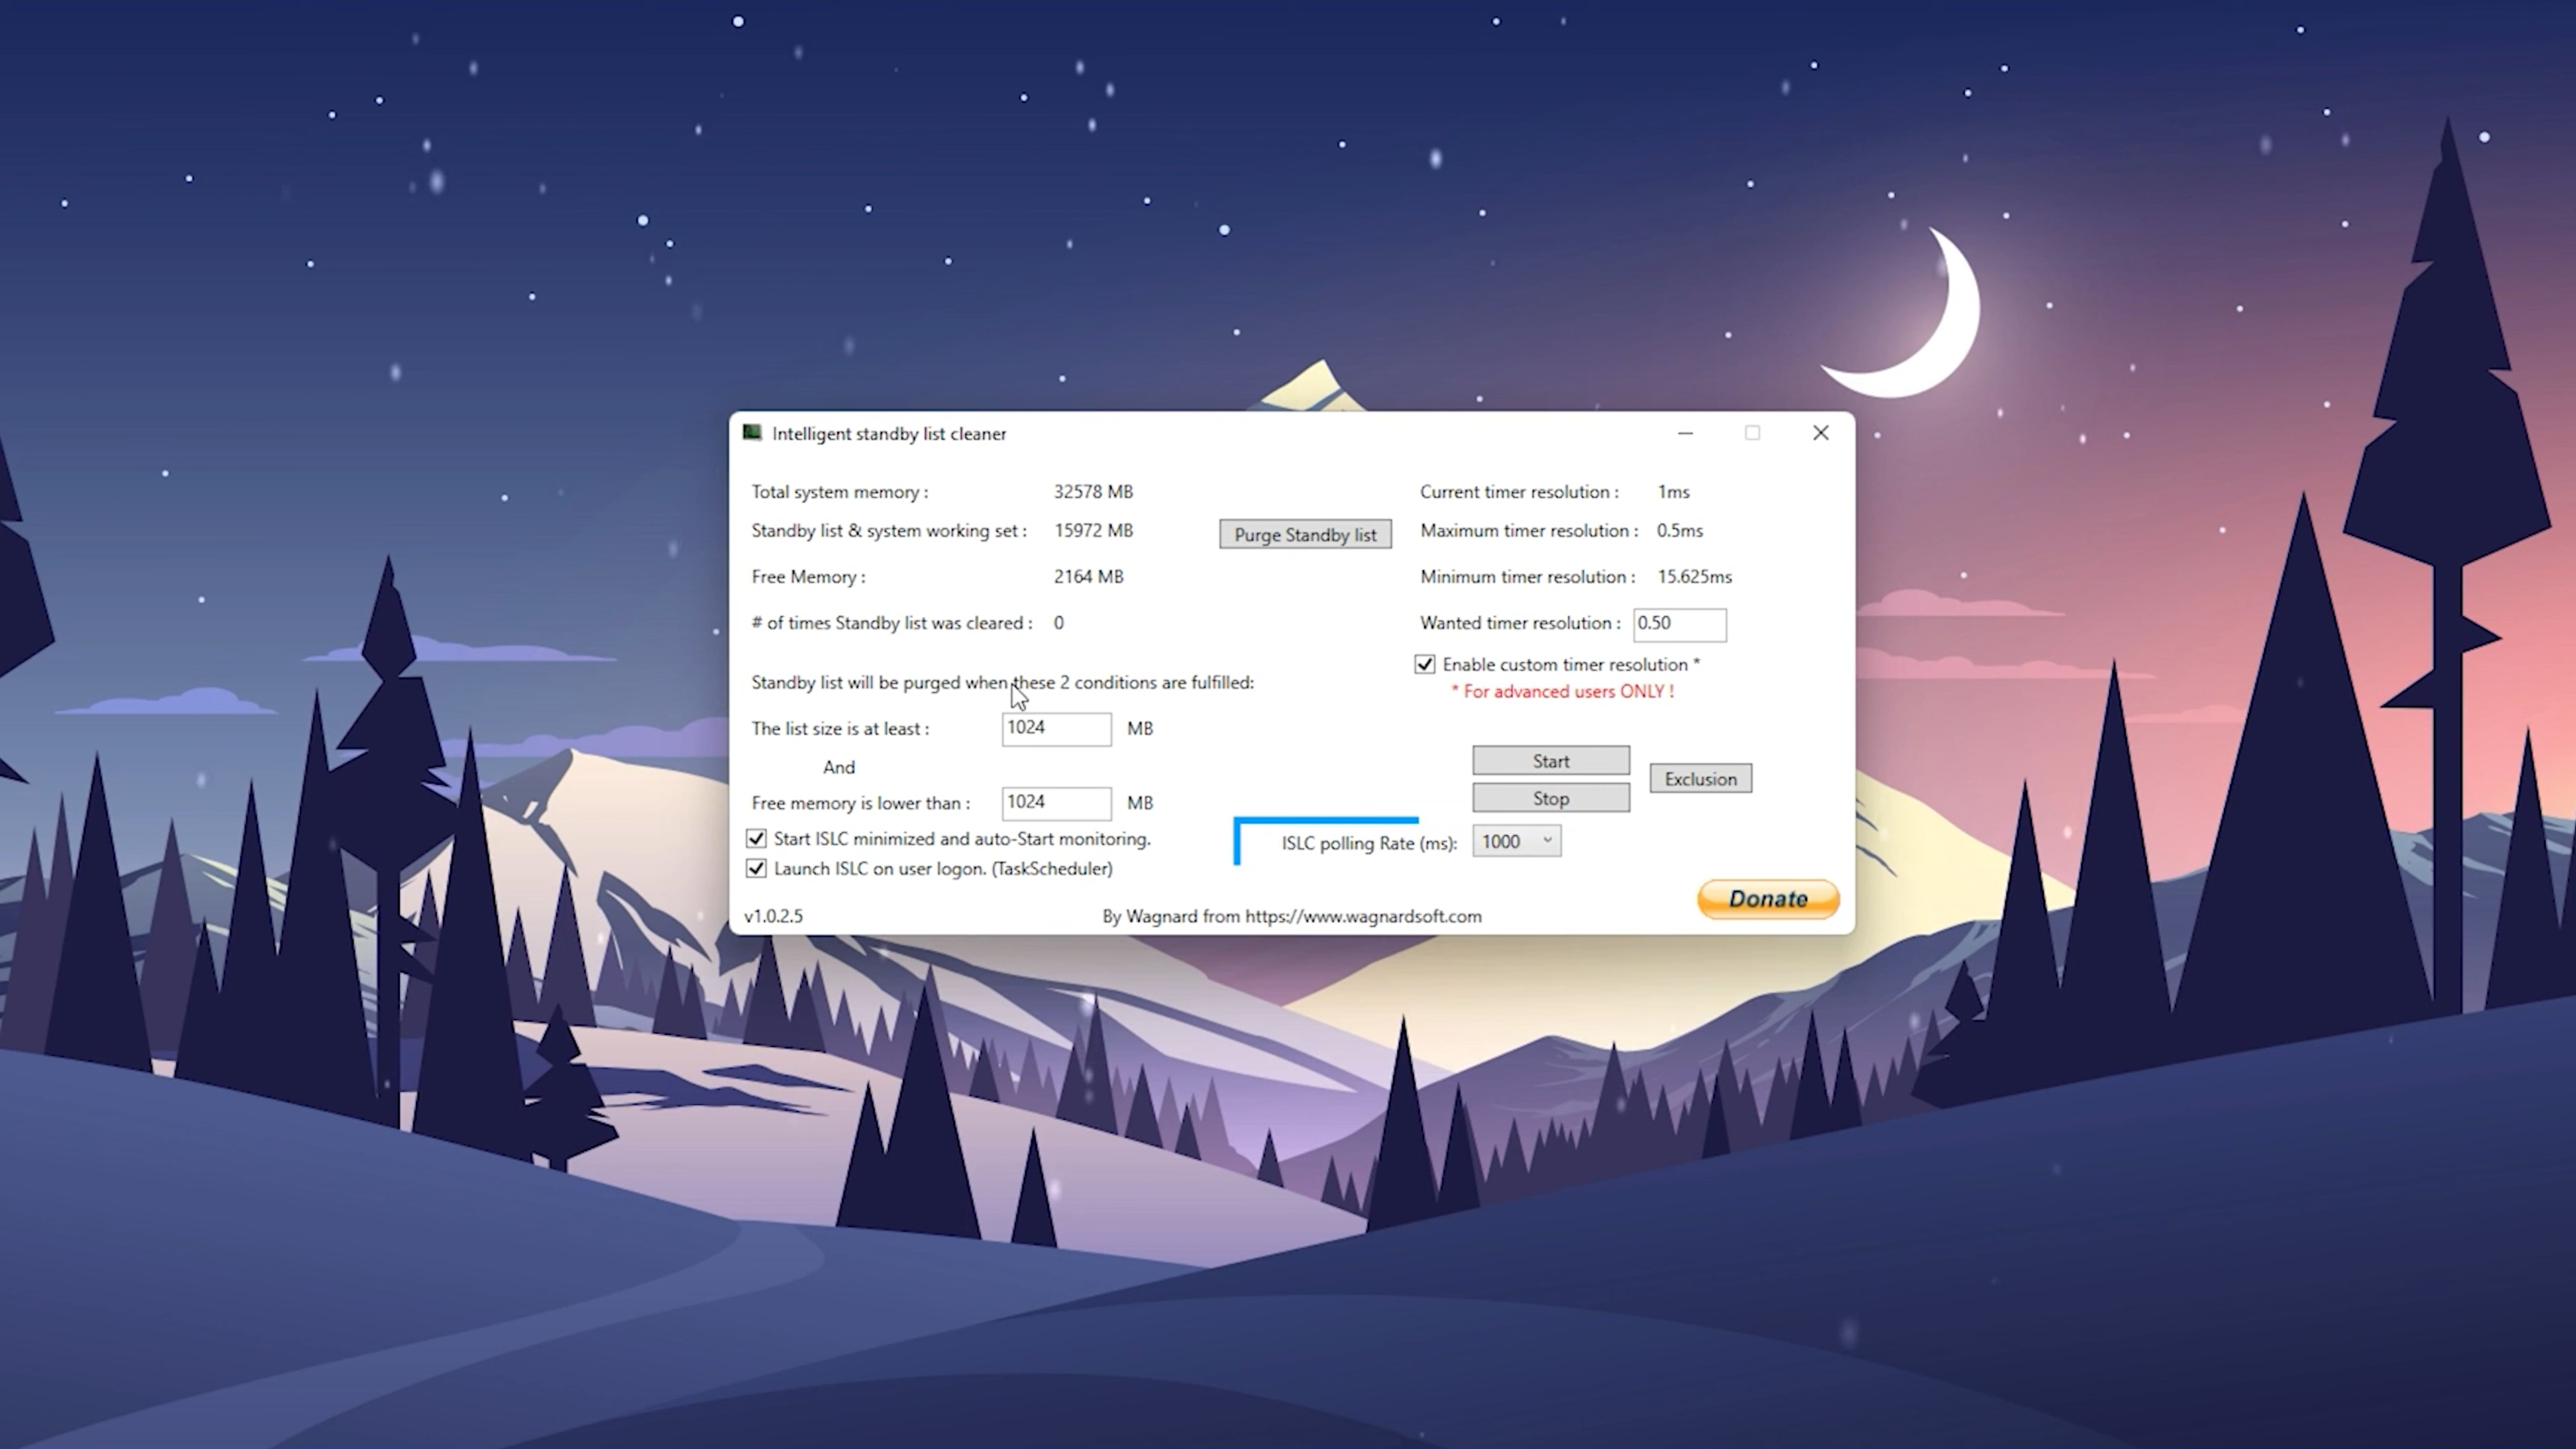 Intelligent standby list cleaner
Total system memory : 32578 MB
Standby list & system working set : 15972 MB
Purge Standby list
Free Memory : 2164 MB
# of times Standby list was cleared : 0
Standby list will be purged when these 2 conditions are fulfilled:
The list size is at least : 1024 MB
And
Free memory is lower than : 1024 MB
Start ISLC minimized and auto-Start monitoring.
Launch ISLC on user logon. (TaskScheduler)
Current timer resolution : 1ms
Maximum timer resolution : 0.5ms
Minimum timer resolution : 15.625ms
Wanted timer resolution : 0.50
Enable custom timer resolution *
* For advanced users ONLY !
Start
Stop
Exclusion
ISLC polling Rate (ms): 1000
Donate
v1.0.2.5
By Wagnard from https://www.wagnardsoft.com